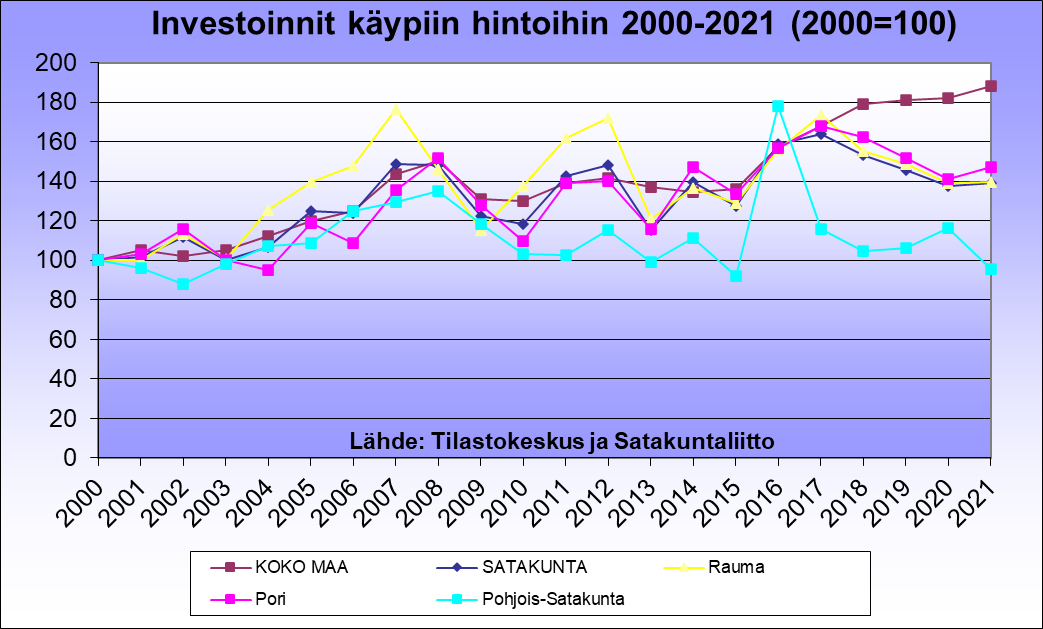 Investoinnit käypiin hintoihin 2000-2021 (2000=100)
200
180
160
140
120
100
80
60
40
20
0
Lähde: Tilastokeskus ja Satakuntaliitto
2000 2001 2002 2003 2004 2005 2006 2007 2008 2009 2010 2011 2012 2013 2014 2015 2016 2017 2018 2019 2020 2021
KOKO MAA SATAKUNTA Rauma
Pori Pohjois-Satakunta